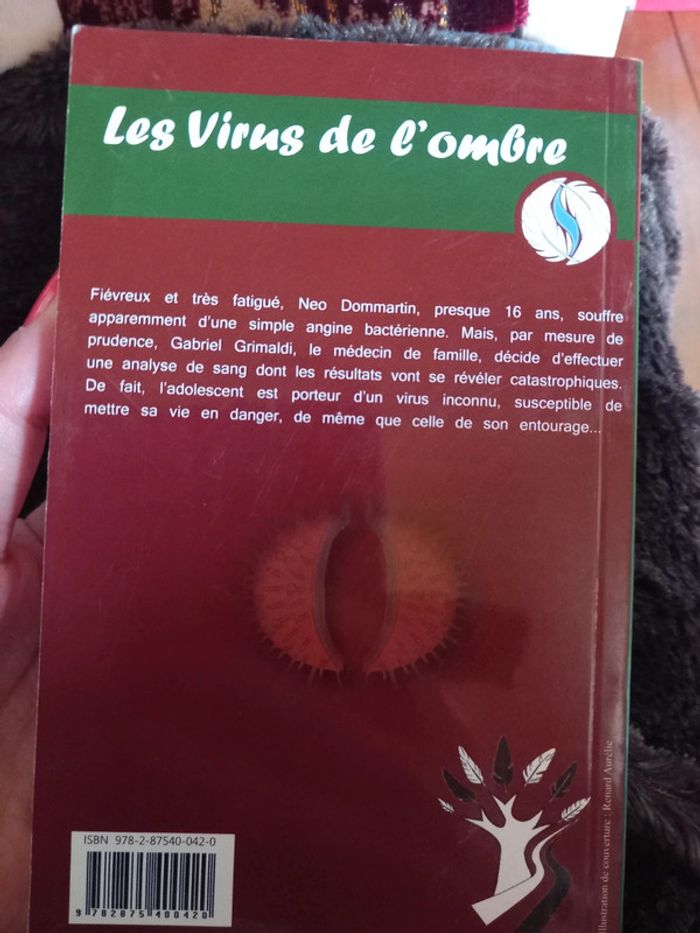 Les Virus de l'ombre
Fiévreux et très fatigué, Neo Dommartin, presque 16 ans, souffre
apparemment d'une simple angine bactérienne. Mais, par mesure de
prudence, Gabriel Grimaldi, le médecin de famille, décide d'effectuer
une analyse de sang dont les résultats vont se révéler catastrophiques.
De fait, l'adolescent est porteur d'un virus inconnu, susceptible de
mettre sa vie en danger, de même que celle de son entourage...
Illustration de couverture : Renard Aurélie
ISBN 978-2-87540-042-0
9 782875 400420